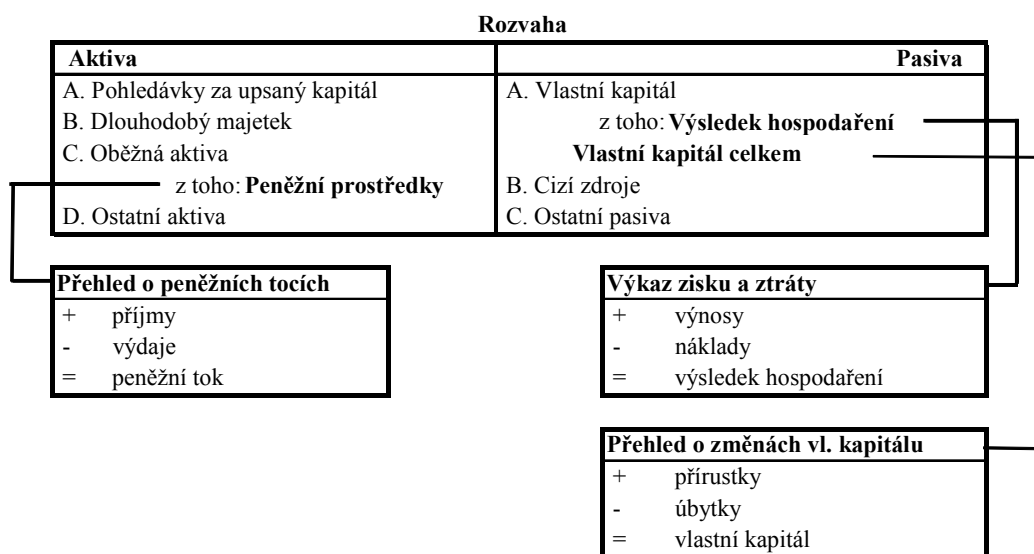 Rozvaha
Aktiva Pasiva
A. Pohledávky za upsaný kapitál A. Vlastní kapitál
B. Dlouhodobý majetek z toho: Výsledek hospodaření
C. Oběžná aktiva Vlastní kapitál celkem
z toho: Peněžní prostředky B. Cizí zdroje
D. Ostatní aktiva C. Ostatní pasiva
Přehled o peněžních tocích
+ příjmy
- výdaje
= peněžní tok
Výkaz zisku a ztráty
+ výnosy
- náklady
= výsledek hospodaření
Přehled o změnách vl. kapitálu
+ přírustky
- úbytky
= vlastní kapitál